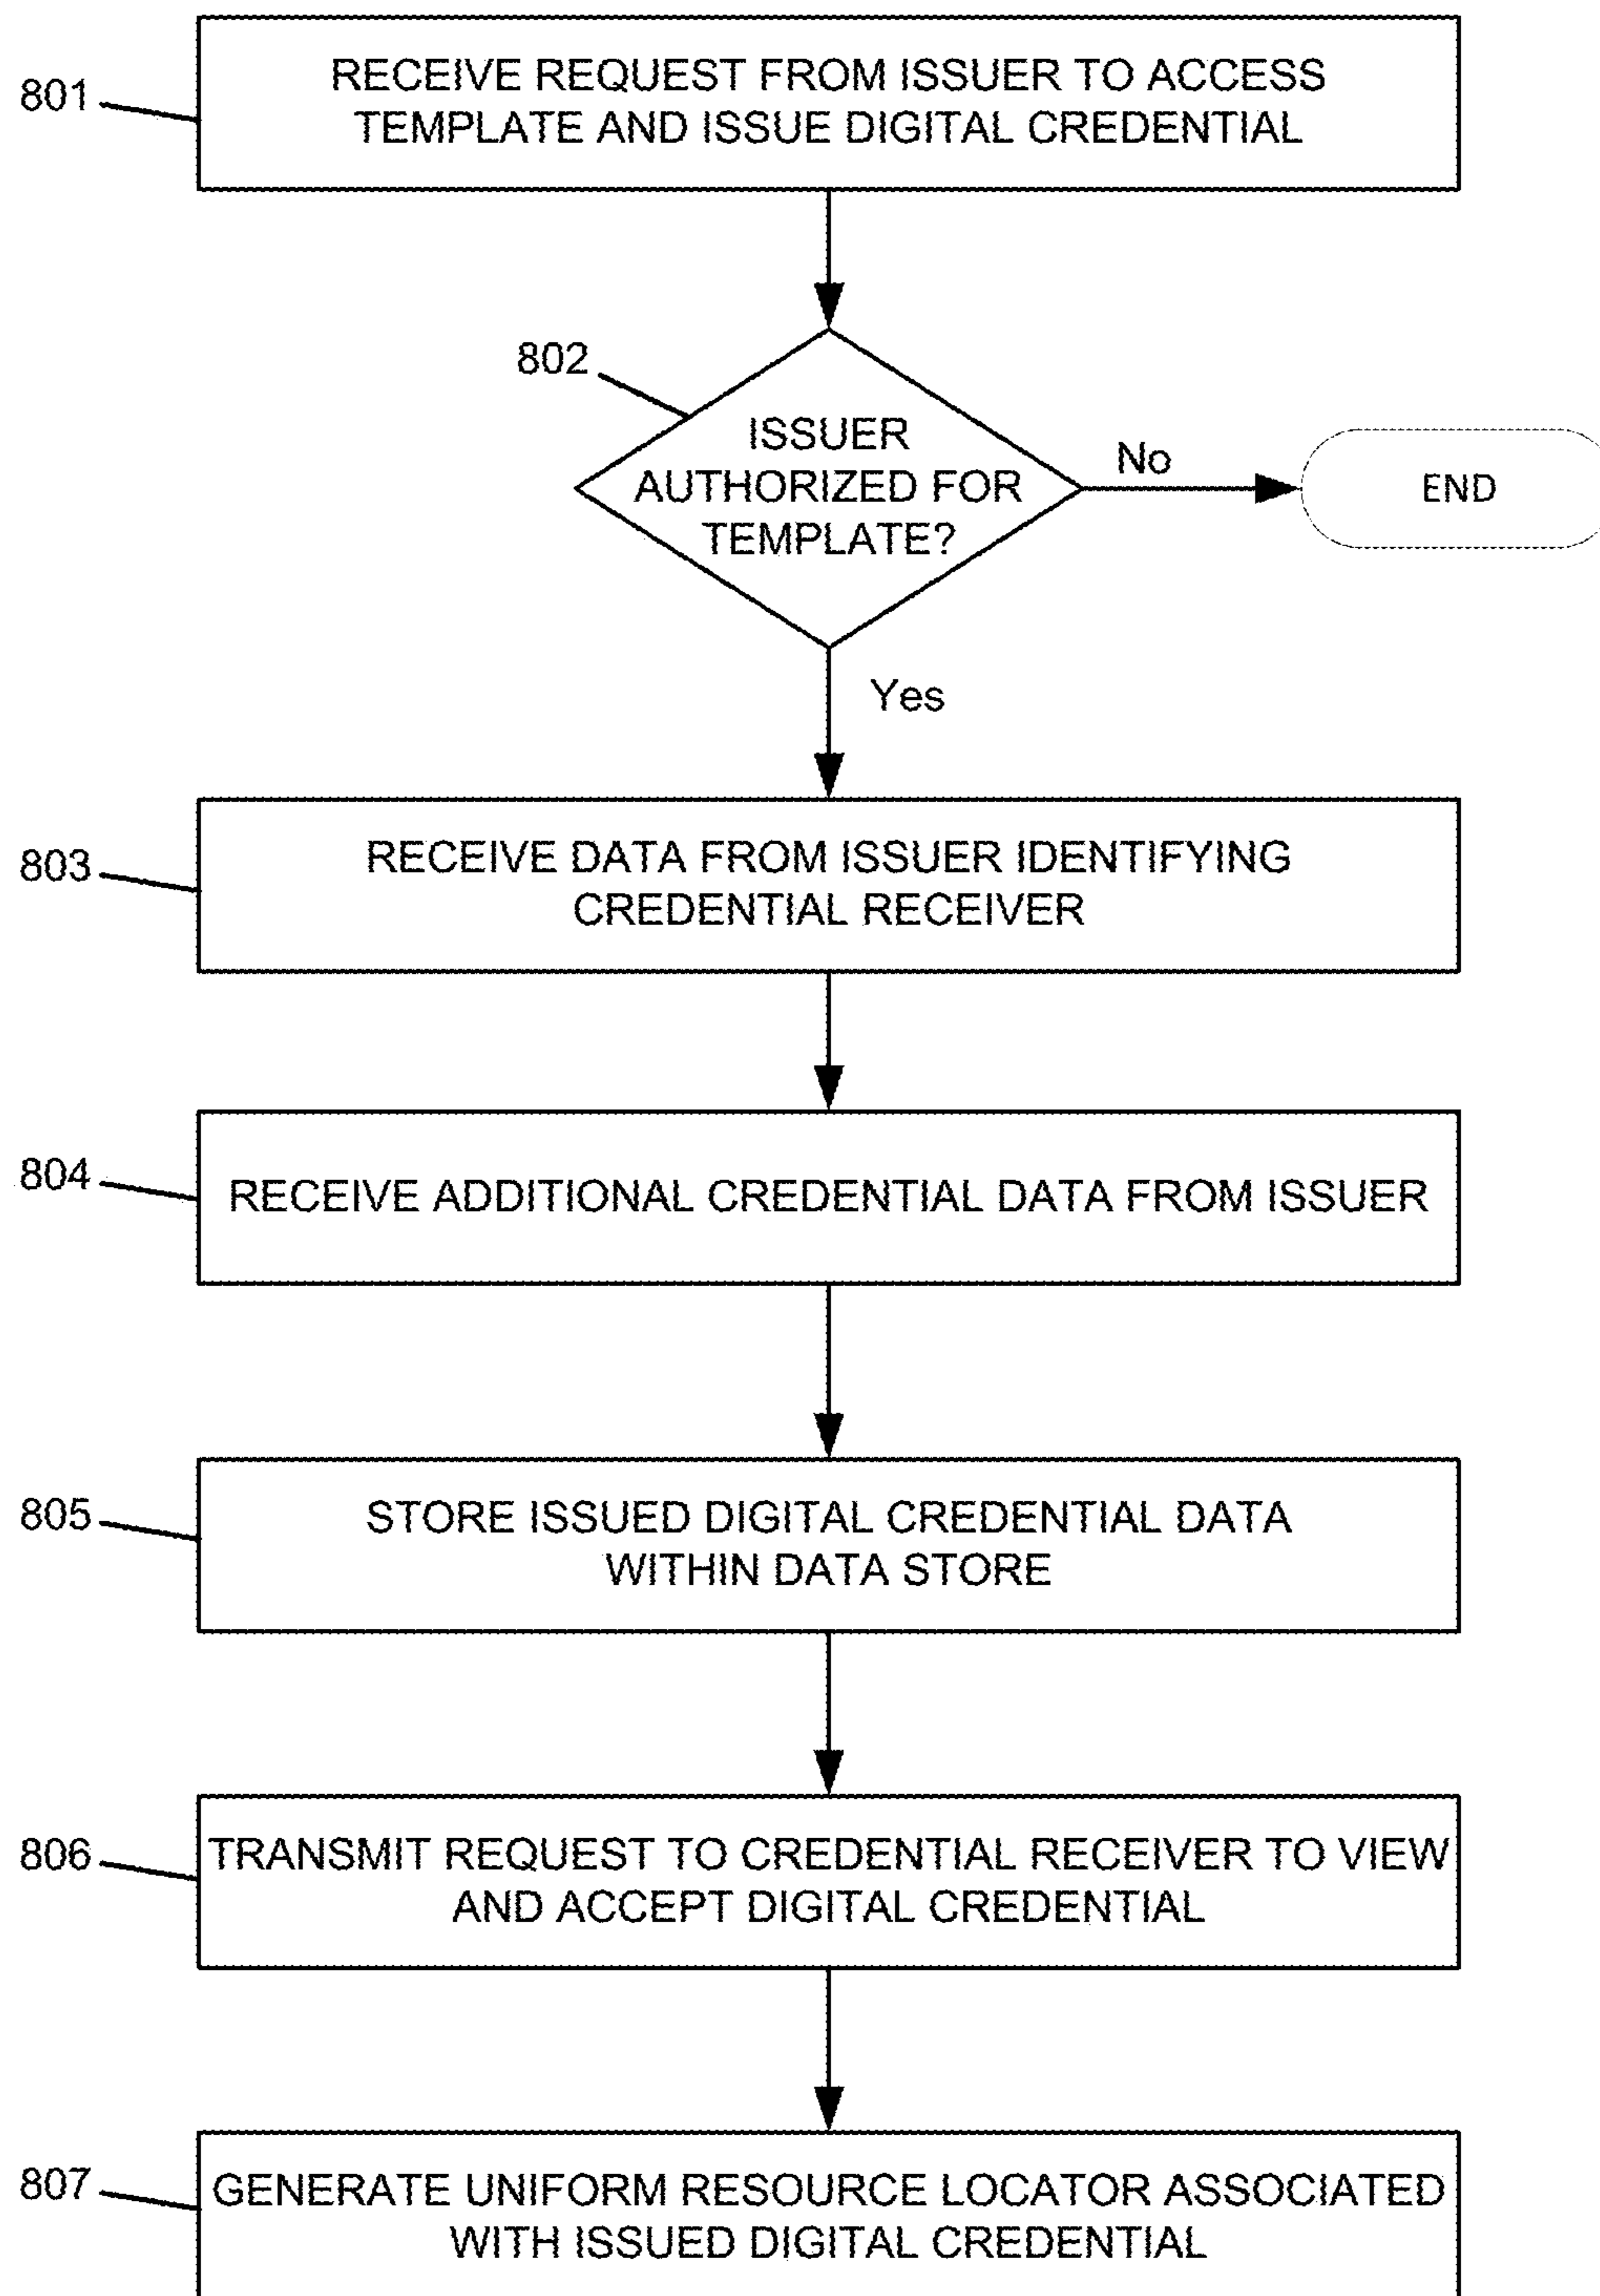 801
RECEIVE REQUEST FROM ISSUER TO ACCESS
TEMPLATE AND ISSUE DIGITAL CREDENTIAL
802
ISSUER
AUTHORIZED FOR
TEMPLATE?
No
END
Yes
803
RECEIVE DATA FROM ISSUER IDENTIFYING
CREDENTIAL RECEIVER
804
RECEIVE ADDITIONAL CREDENTIAL DATA FROM ISSUER
805
STORE ISSUED DIGITAL CREDENTIAL DATA
WITHIN DATA STORE
806
TRANSMIT REQUEST TO CREDENTIAL RECEIVER TO VIEW
AND ACCEPT DIGITAL CREDENTIAL
807
GENERATE UNIFORM RESOURCE LOCATOR ASSOCIATED
WITH ISSUED DIGITAL CREDENTIAL